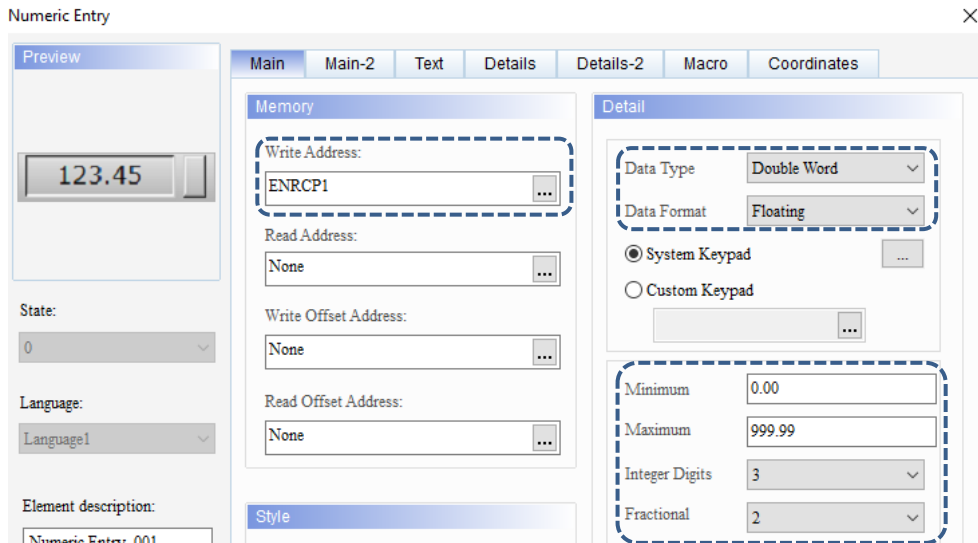 Numeric Entry
Preview
123.45
State:
0
Language:
Language1
Element description:
Numeric Entry_001
Main Main-2 Text Details Details-2 Macro Coordinates
Memory
Write Address:
ENRCP1 ...
Read Address:
None ...
Write Offset Address:
None ...
Read Offset Address:
None ...
Style
Detail
Data Type Double Word
Data Format Floating
System Keypad ...
Custom Keypad
...
Minimum 0.00
Maximum 999.99
Integer Digits 3
Fractional 2